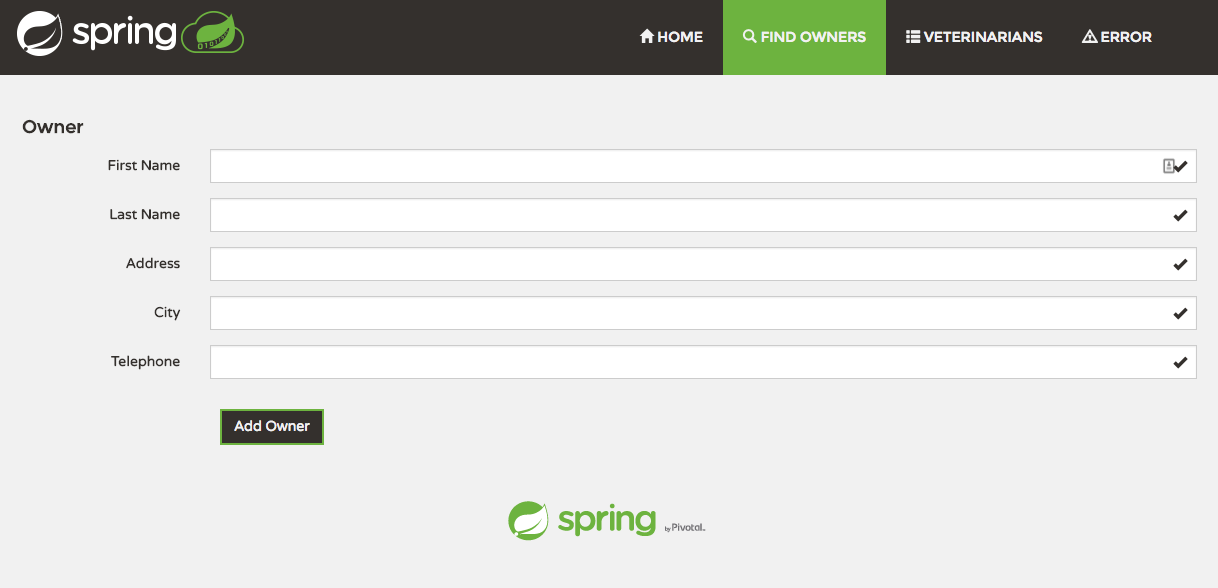 spring
HOME
FIND OWNERS
VETERINARIANS
ERROR
Owner
First Name
Last Name
Address
City
Telephone
Add Owner
spring by Pivotal